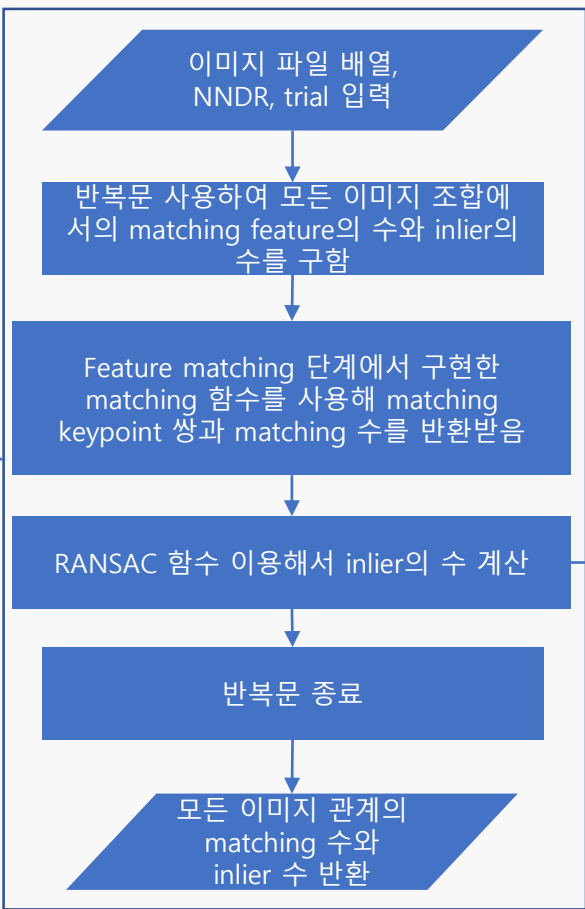 이미지 파일 배열,
NNDR, trial 입력
반복문 사용하여 모든 이미지 조합에
서의 matching feature의 수와 inlier의
수를 구함
Feature matching 단계에서 구현한
matching 함수를 사용해 matching
keypoint 쌍과 matching 수를 반환받음
RANSAC 함수 이용해서 inlier의 수 계산
반복문 종료
모든 이미지 관계의
matching 수와
inlier 수 반환